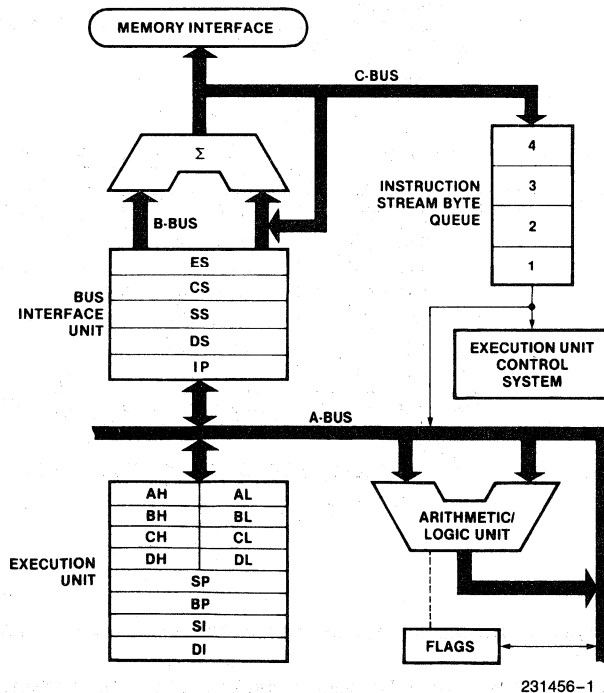 MEMORY INTERFACE
C-BUS
Σ
4
3
2
1
INSTRUCTION
STREAM BYTE
QUEUE
B-BUS
ES
CS
SS
DS
IP
BUS
INTERFACE
UNIT
EXECUTION UNIT
CONTROL
SYSTEM
A-BUS
AH AL
BH BL
CH CL
DH DL
SP
BP
SI
DI
EXECUTION
UNIT
ARITHMETIC/
LOGIC UNIT
FLAGS
231456-1